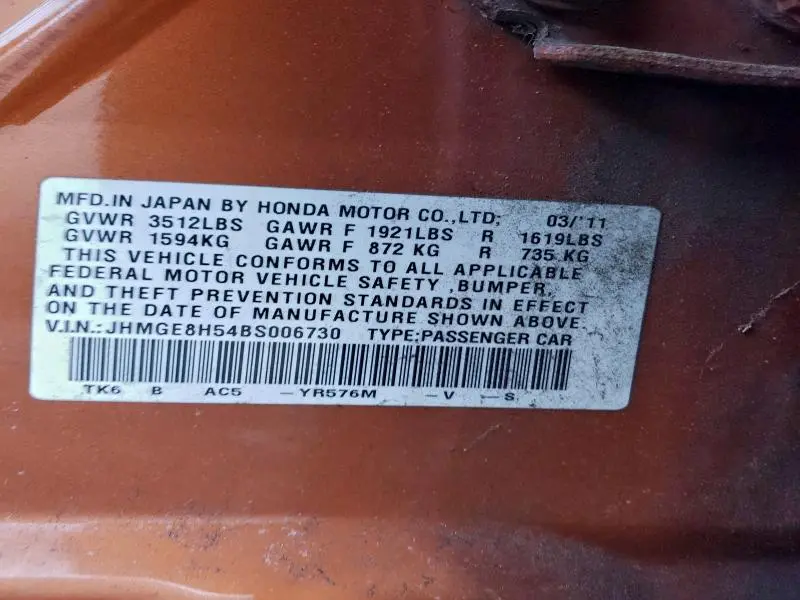 MFD.IN JAPAN BY HONDA MOTOR CO.,LTD; 03/'11
GVWR 3512LBS GAWR F 1921LBS R 1619LBS
GVWR 1594KG GAWR F 872 KG R 735 KG
THIS VEHICLE CONFORMS TO ALL APPLICABLE
FEDERAL MOTOR VEHICLE SAFETY ,BUMPER,
AND THEFT PREVENTION STANDARDS IN EFFECT
ON THE DATE OF MANUFACTURE SHOWN ABOVE.
V.I.N.:JHMGE8H54BS006730 TYPE:PASSENGER CAR
TK6 B AC5 -YR576M -V -S